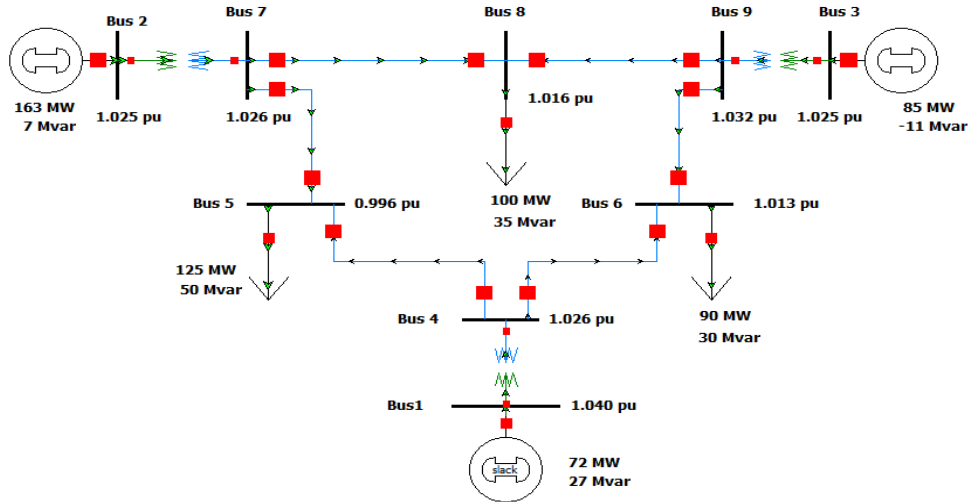 Bus 2
Bus 7
Bus 8
Bus 9
Bus 3
163 MW
7 Mvar
1.025 pu
1.026 pu
1.016 pu
1.032 pu
1.025 pu
85 MW
-11 Mvar
Bus 5
0.996 pu
100 MW
35 Mvar
Bus 6
1.013 pu
125 MW
50 Mvar
90 MW
30 Mvar
Bus 4
1.026 pu
Bus1
1.040 pu
slack
72 MW
27 Mvar